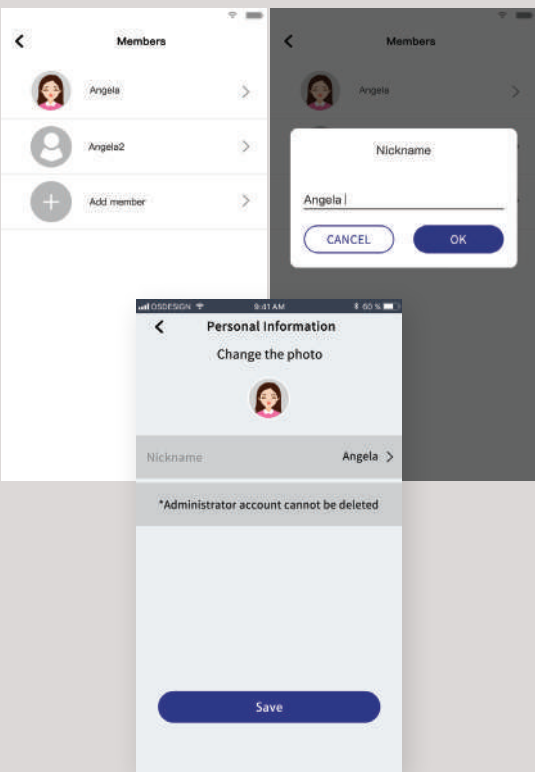 Members
Angela
Angela2
Add member
Members
Angela
Nickname
Angela
CANCEL
OK
OSDESIGN
9:41 AM
60 %
Personal Information
Change the photo
Nickname
Angela
*Administrator account cannot be deleted
Save